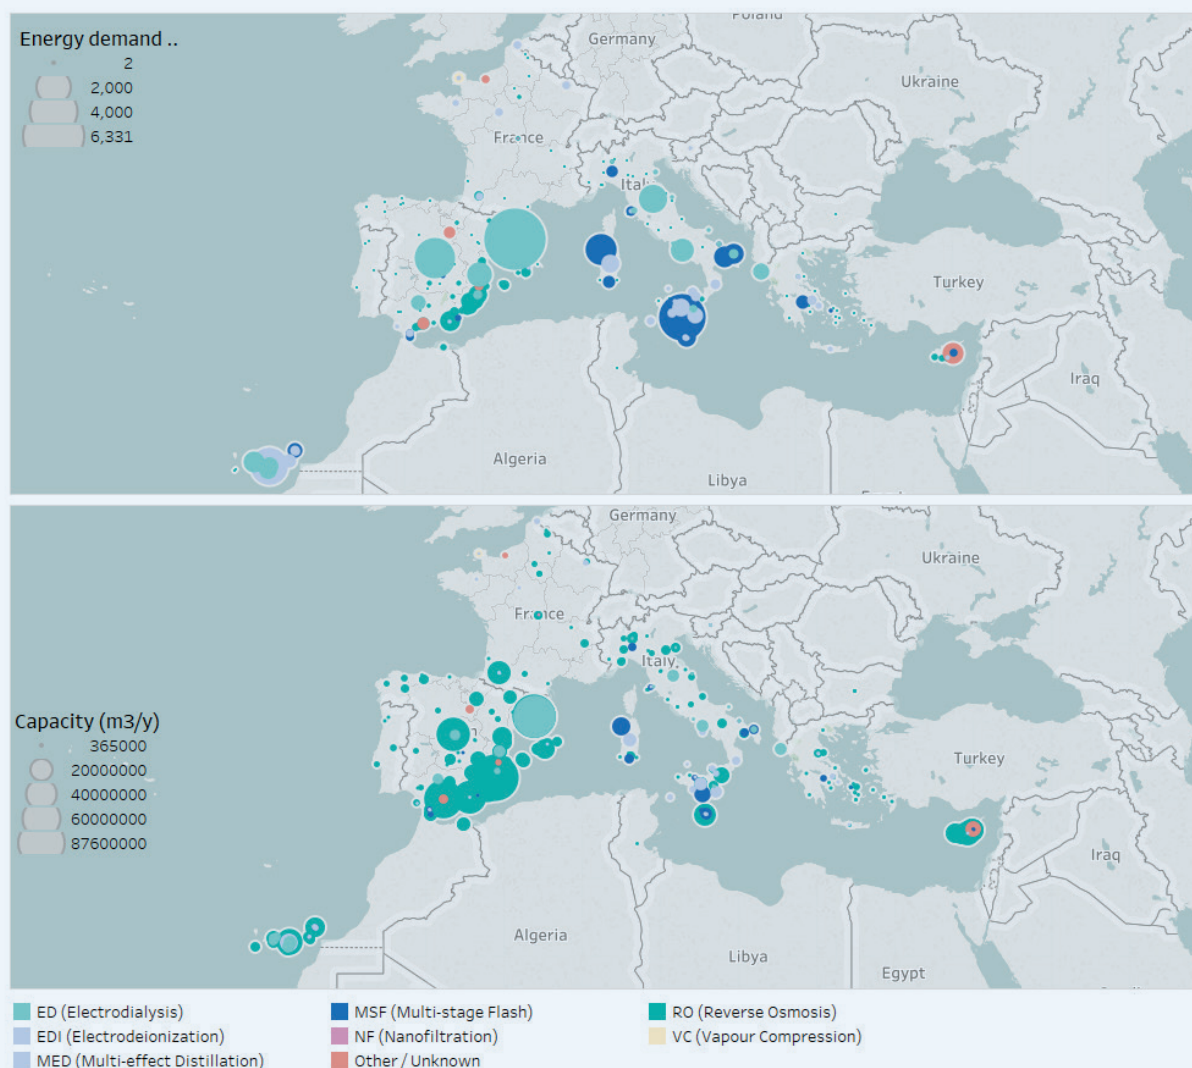 Poland
Energy demand ..
Germany
2
2,000
Ukraine
4,000
6,331
France
Italy
Turkey
Iraq
Algeria
Libya
Germany
Ukraine
France
Italy
Capacity (m3/y)
365000
Turkey
20000000
40000000
60000000
87600000
Iraq
Algeria
Libya
Egypt
ED (Electrodialysis)
MSF (Multi-stage Flash)
RO (Reverse Osmosis)
EDI (Electrodeionization)
NF (Nanofiltration)
VC (Vapour Compression)
MED (Multi-effect Distillation)
Other / Unknown